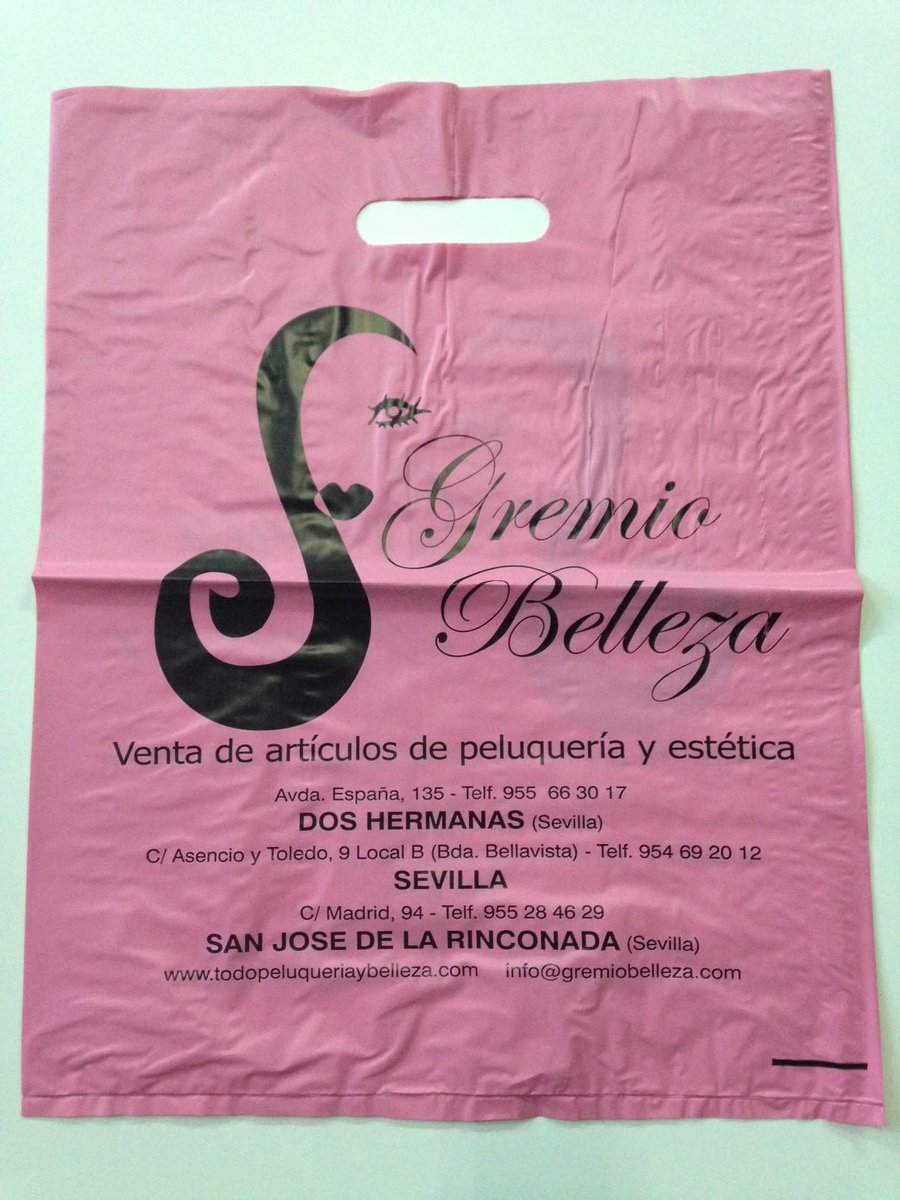 Gremio
Belleza
Venta de artículos de peluquería y estética
Avda. España, 135 - Telf. 955 66 30 17
DOS HERMANAS (Sevilla)
C/ Asencio y Toledo, 9 Local B (Bda. Bellavista) - Telf. 954 69 20 12
SEVILLA
C/ Madrid, 94 - Telf. 955 28 46 29
SAN JOSE DE LA RINCONADA (Sevilla)
www.todopeluqueriaybelleza.com info@gremiobelleza.com